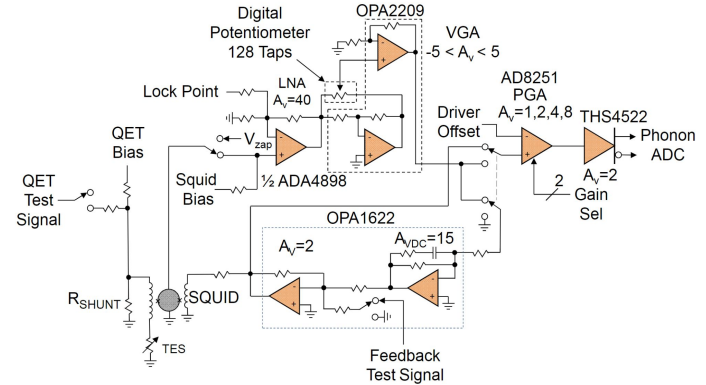 Digital
Potentiometer
128 Taps
OPA2209
VGA
-5 < Av < 5
Lock Point
LNA
Av=40
AD8251
PGA
Av=1,2,4,8
THS4522
Driver
Offset
Phonon
ADC
Av=2
2
Gain
Sel
QET
Bias
Vzap
½ ADA4898
Squid
Bias
QET
Test
Signal
OPA1622
Av=2
AVDC=15
RSHUNT
SQUID
TES
Feedback
Test Signal